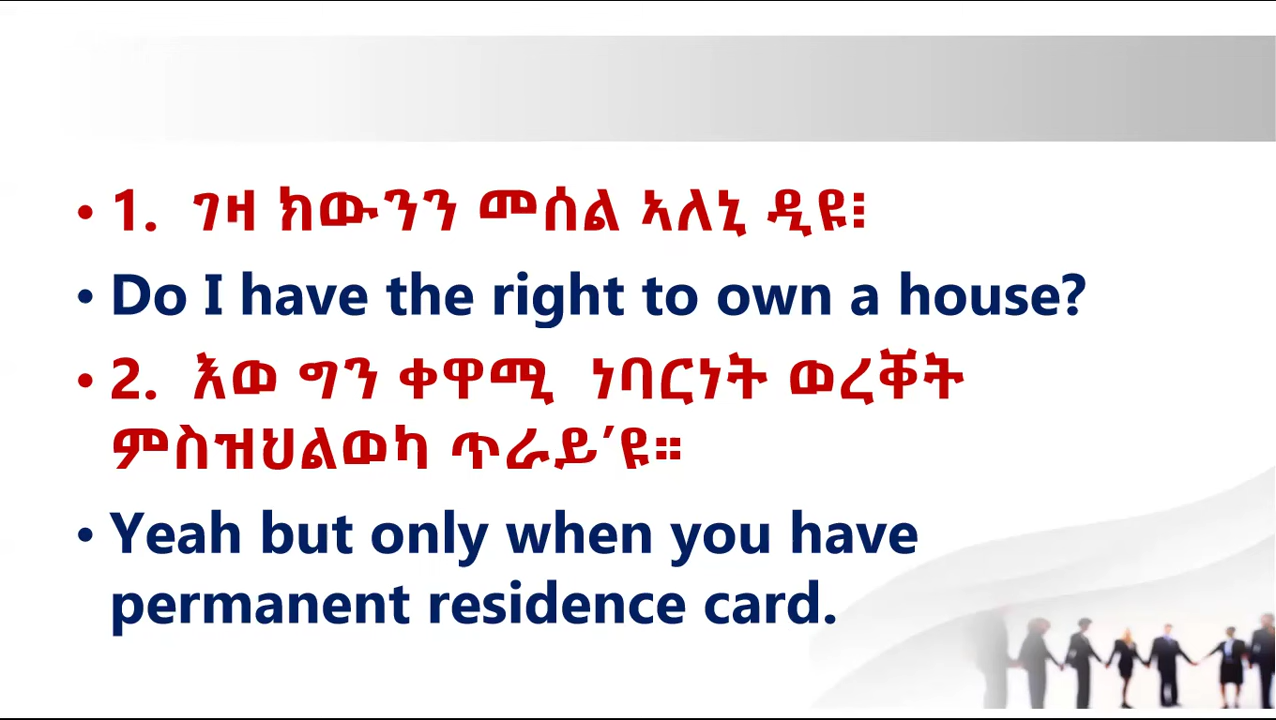 • 1. ገዛ ክውንን መሰል ኣለኒ ዲዩ፧
• Do I have the right to own a house?
• 2. እወ ግን ቀዋሚ ነባርነት ወረቐት
ምስዝህልወካ ጥራይ’ዩ።
• Yeah but only when you have
permanent residence card.